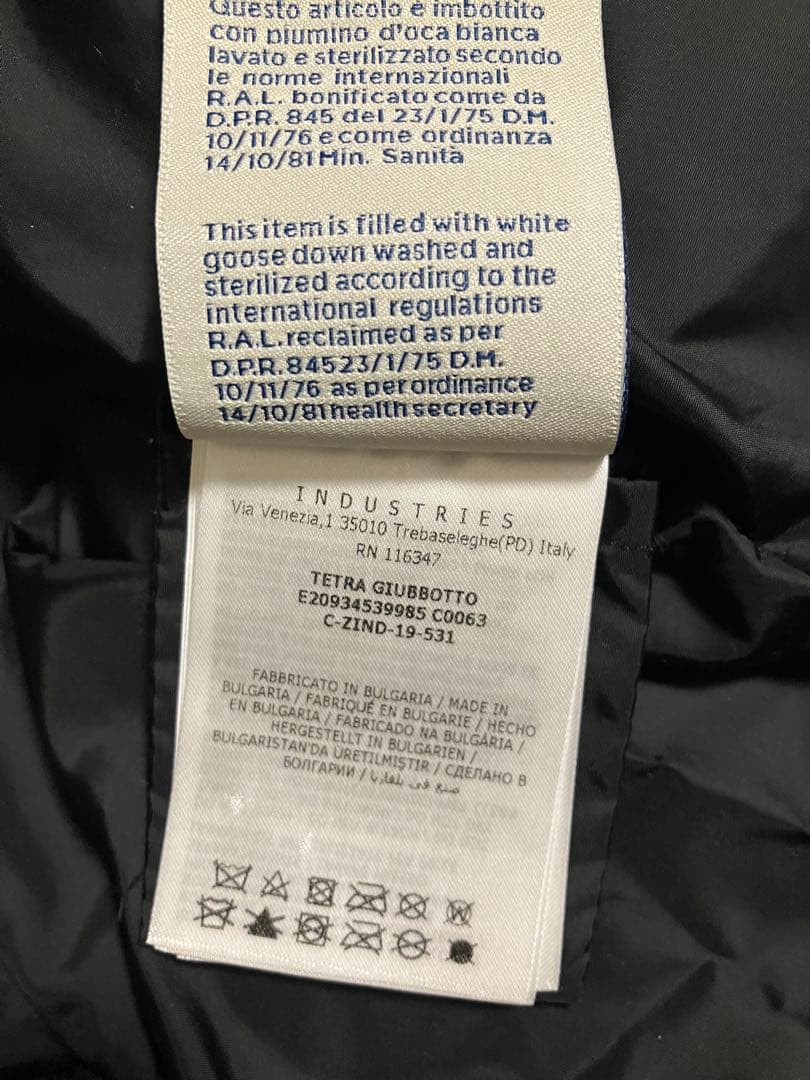 Questo articolo è imbottito
con piumino d'oca bianca
lavato e sterilizzato secondo
le norme internazionali
R.A.L. bonificato come da
D.P.R. 845 del 23/1/75 D.M.
10/11/76 e come ordinanza
14/10/81 Min. Sanità
This item is filled with white
goose down washed and
sterilized according to the
international regulations
R.A.L. reclaimed as per
D.P.R. 84523/1/75 D.M.
10/11/76 as per ordinance
14/10/81 health secretary
INDUSTRIES
Via Venezia,1 35010 Trebaseleghe(PD) Italy
RN 116347
TETRA GIUBBOTTO
E20934539985 C0063
C-ZIND-19-531
FABBRICATO IN BULGARIA / MADE IN
BULGARIA / FABRIQUÉ EN BULGARIE / HECHO
EN BULGARIA / FABRICADO NA BULGÁRIA /
HERGESTELLT IN BULGARIEN /
BULGARISTAN'DA ÜRETILMIŞTIR / СДЕЛАНО В
БОЛГАРИИ / صنع في بلغاريا